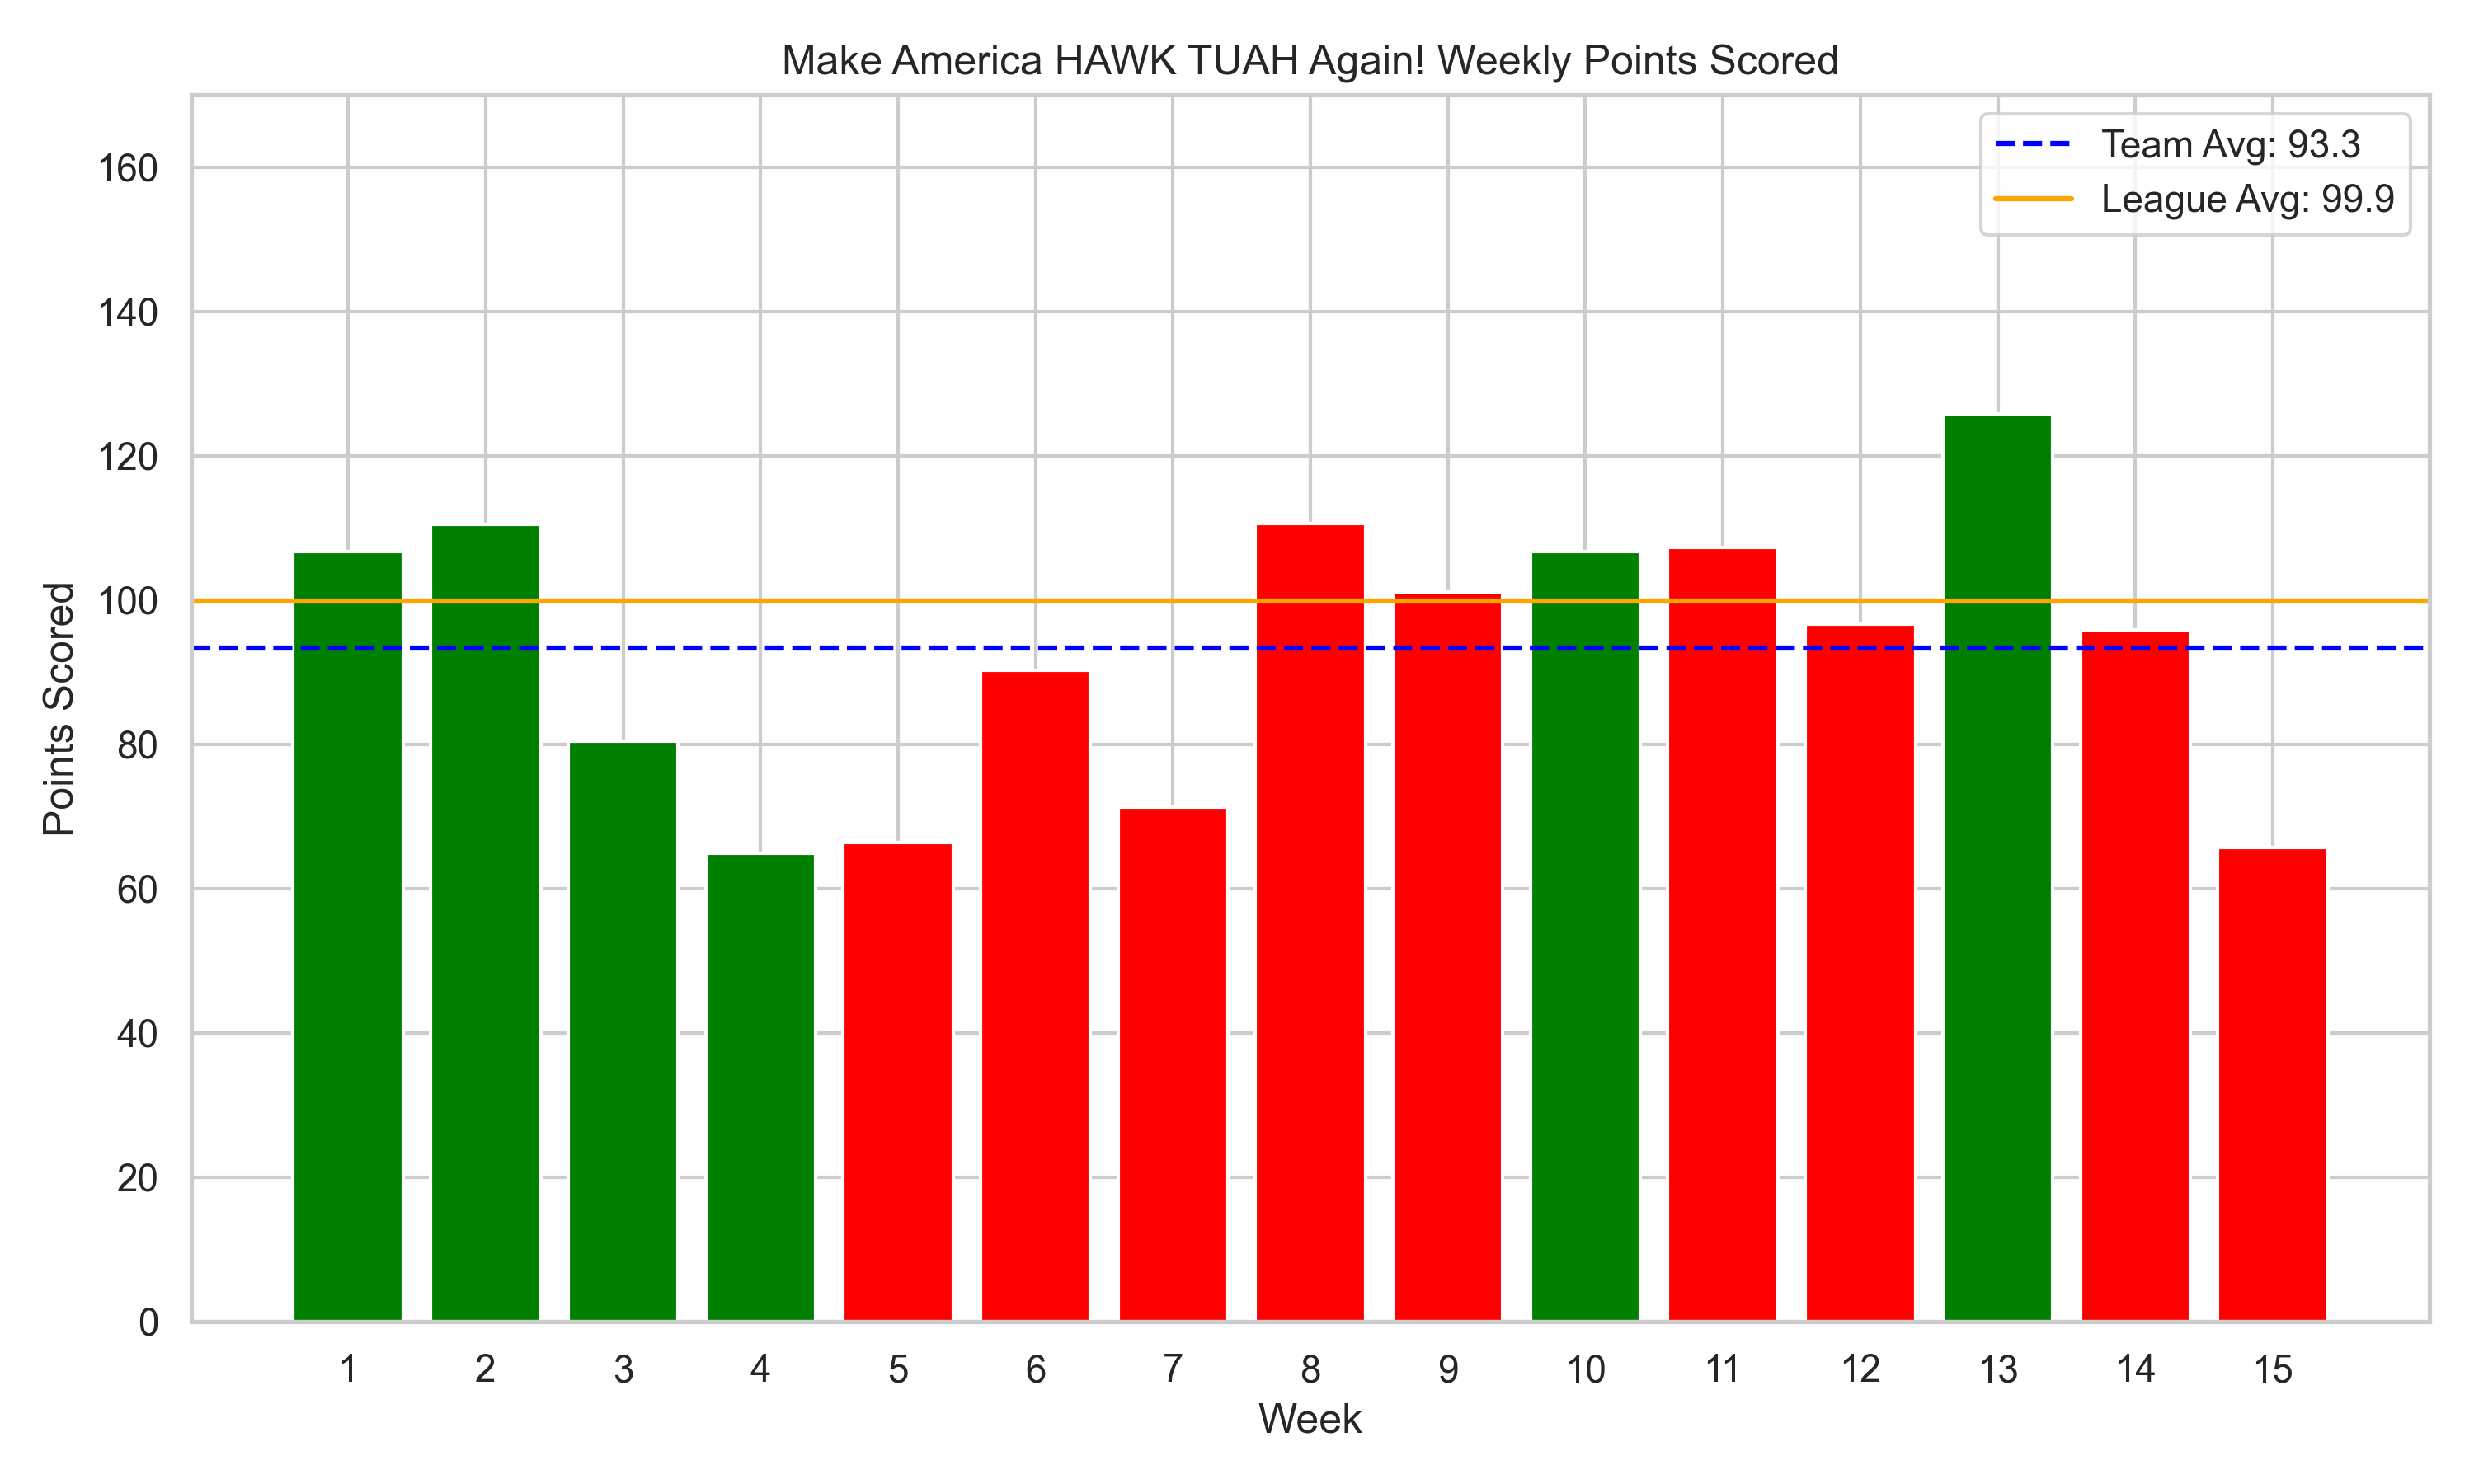 Make America HAWK TUAH Again! Weekly Points Scored
Team Avg: 93.3
League Avg: 99.9
160
140
120
100
80
60
40
20
0
Points Scored
1 2 3 4 5 6 7 8 9 10 11 12 13 14 15
Week